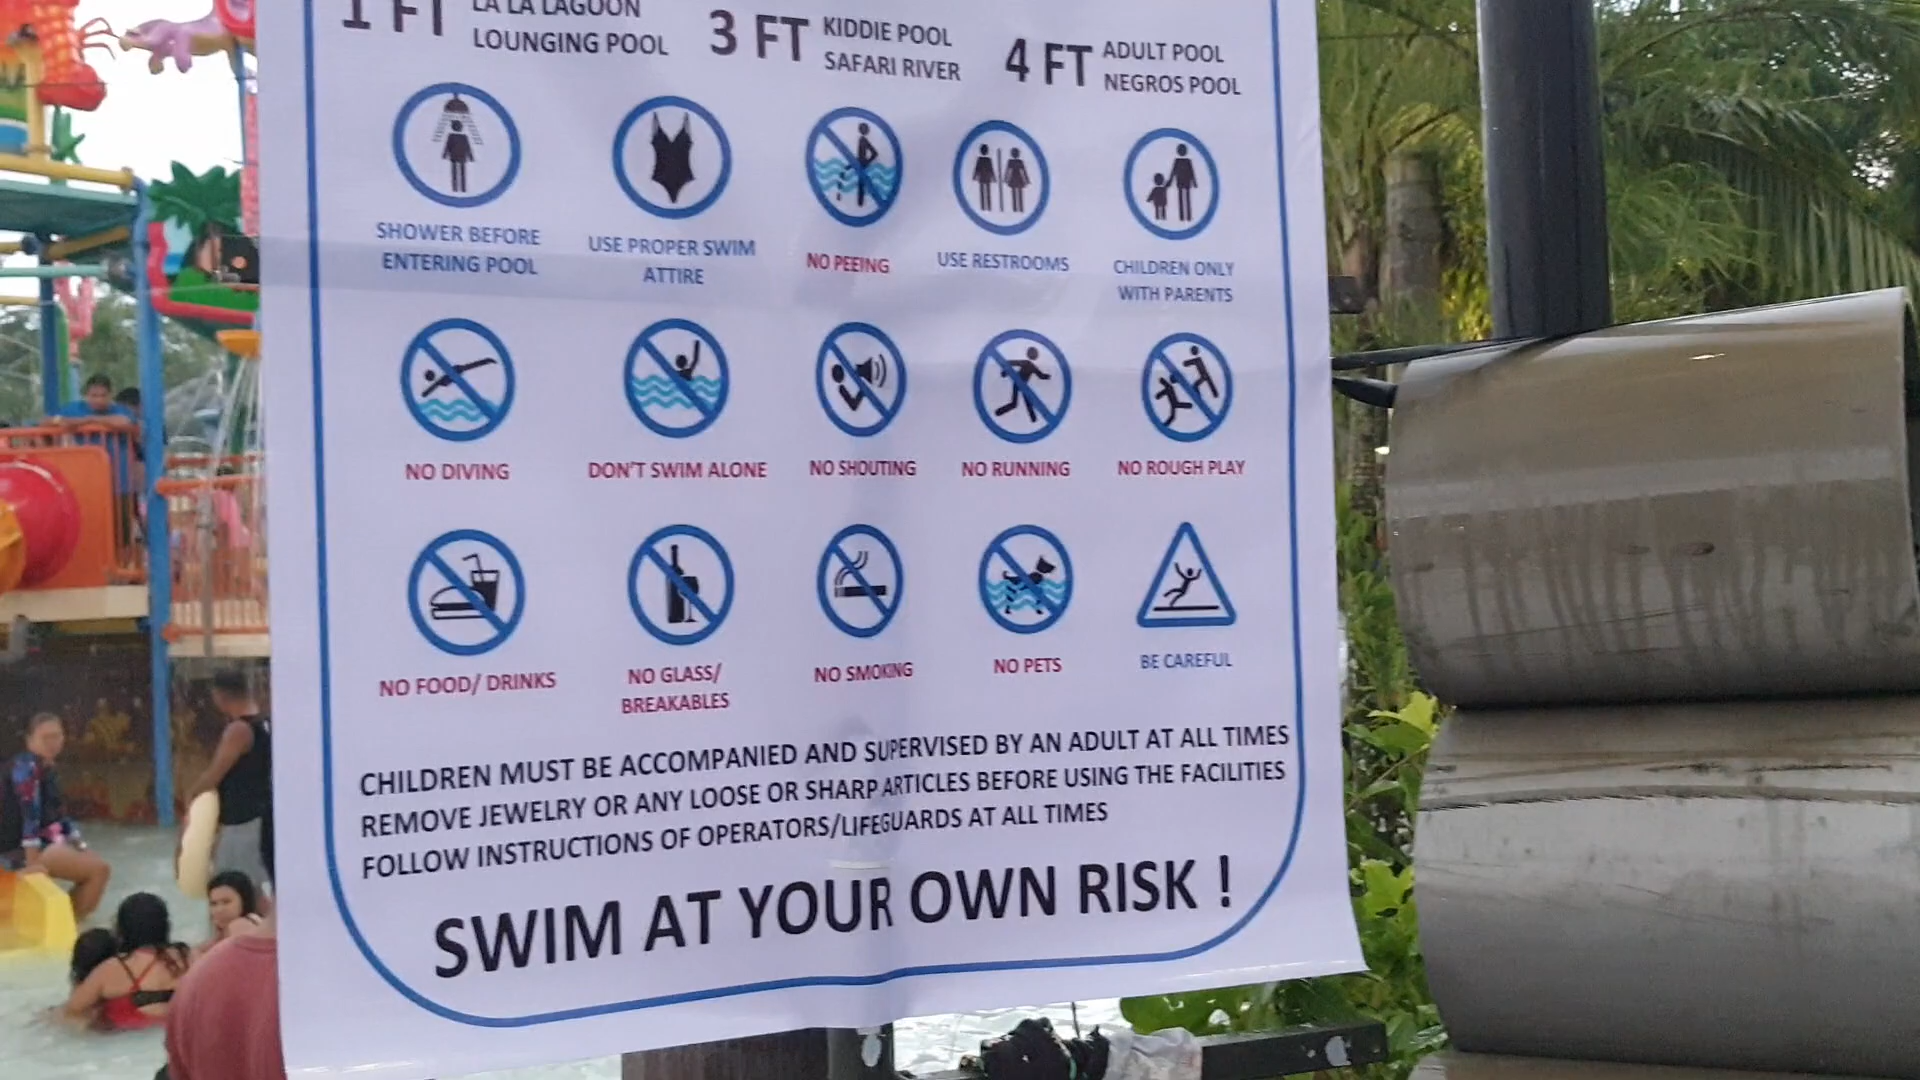 1 FT LA LA LAGOON
LOUNGING POOL
3 FT KIDDIE POOL
SAFARI RIVER
4 FT ADULT POOL
NEGROS POOL
SHOWER BEFORE
ENTERING POOL
USE PROPER SWIM
ATTIRE
NO PEEING
USE RESTROOMS
CHILDREN ONLY
WITH PARENTS
NO DIVING
DON'T SWIM ALONE
NO SHOUTING
NO RUNNING
NO ROUGH PLAY
NO FOOD/ DRINKS
NO GLASS/
BREAKABLES
NO SMOKING
NO PETS
BE CAREFUL
CHILDREN MUST BE ACCOMPANIED AND SUPERVISED BY AN ADULT AT ALL TIMES
REMOVE JEWELRY OR ANY LOOSE OR SHARP ARTICLES BEFORE USING THE FACILITIES
FOLLOW INSTRUCTIONS OF OPERATORS/LIFEGUARDS AT ALL TIMES
SWIM AT YOUR OWN RISK !